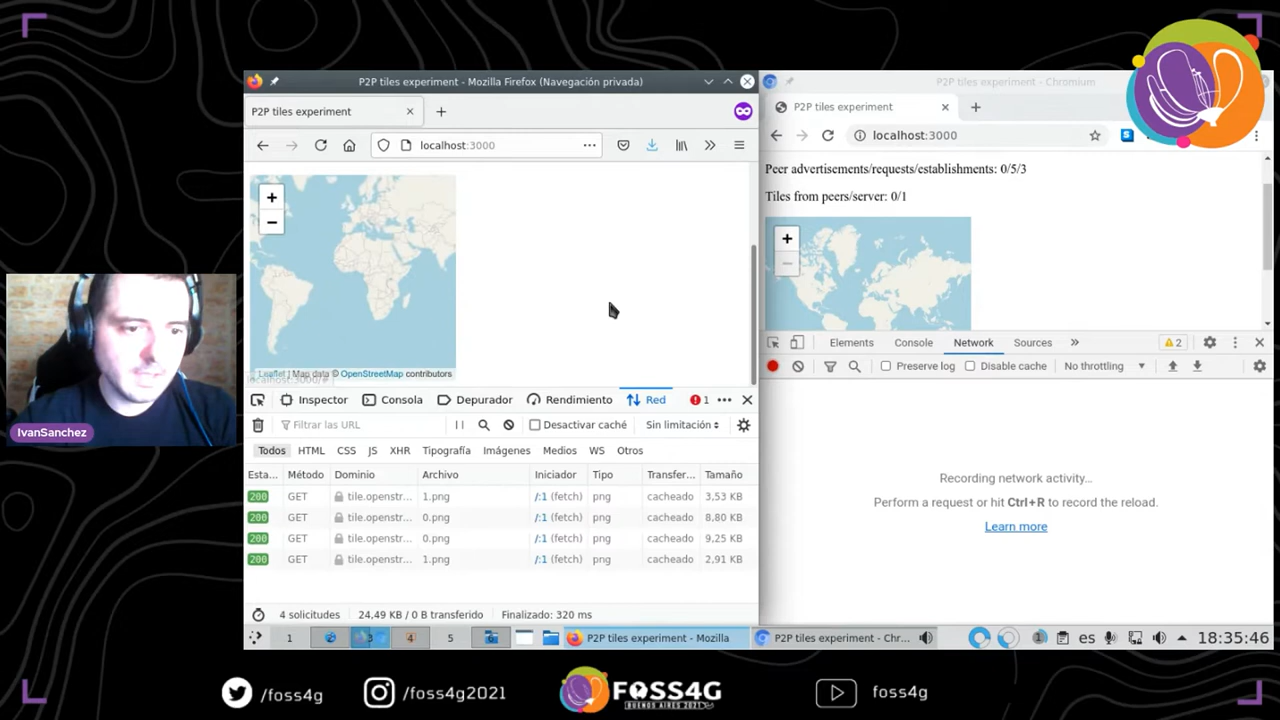 P2P tiles experiment - Mozilla Firefox (Navegación privada)
P2P tiles experiment
localhost:3000
+
−
Leaflet | Map data © OpenStreetMap contributors
localhost:3000/#
Inspector Consola Depurador Rendimiento Red 1
Filtrar las URL Desactivar caché Sin limitación
Todos HTML CSS JS XHR Tipografía Imágenes Medios WS Otros
Esta... Método Dominio Archivo Iniciador Tipo Transfer... Tamaño
200 GET tile.openstr... 1.png /:1 (fetch) png cacheado 3,53 KB
200 GET tile.openstr... 0.png /:1 (fetch) png cacheado 8,80 KB
200 GET tile.openstr... 0.png /:1 (fetch) png cacheado 9,25 KB
200 GET tile.openstr... 1.png /:1 (fetch) png cacheado 2,91 KB
4 solicitudes 24,49 KB / 0 B transferido Finalizado: 320 ms
P2P tiles experiment - Chromium
P2P tiles experiment
localhost:3000
Peer advertisements/requests/establishments: 0/5/3
Tiles from peers/server: 0/1
+
−
Elements Console Network Sources 2
Preserve log Disable cache No throttling
Recording network activity...
Perform a request or hit Ctrl+R to record the reload.
Learn more
1 3 4 5 P2P tiles experiment - Mozilla P2P tiles experiment - Chr... es 18:35:46
IvanSanchez
/foss4g /foss4g2021 FOSS4G foss4g
BUENOS AIRES 2021